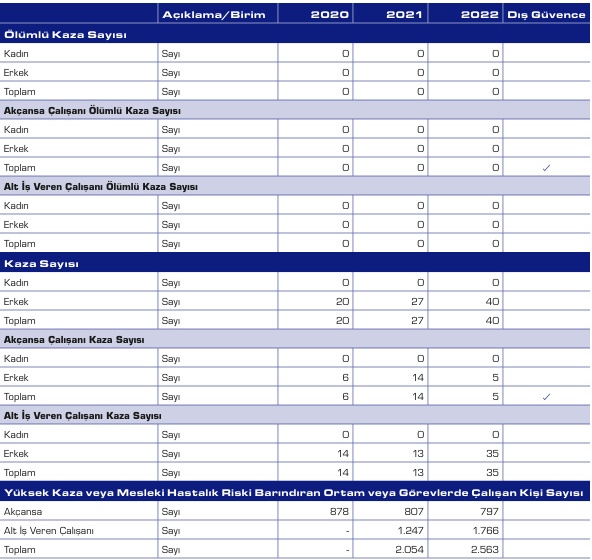 Açıklama/Birim 2020 2021 2022 Dış Güvence
Ölümlü Kaza Sayısı
Kadın Sayı 0 0 0
Erkek Sayı 0 0 0
Toplam Sayı 0 0 0
Akçansa Çalışanı Ölümlü Kaza Sayısı
Kadın Sayı 0 0 0
Erkek Sayı 0 0 0
Toplam Sayı 0 0 0 ✓
Alt İş Veren Çalışanı Ölümlü Kaza Sayısı
Kadın Sayı 0 0 0
Erkek Sayı 0 0 0
Toplam Sayı 0 0 0
Kaza Sayısı
Kadın Sayı 0 0 0
Erkek Sayı 20 27 40
Toplam Sayı 20 27 40
Akçansa Çalışanı Kaza Sayısı
Kadın Sayı 0 0 0
Erkek Sayı 6 14 5
Toplam Sayı 6 14 5 ✓
Alt İş Veren Çalışanı Kaza Sayısı
Kadın Sayı 0 0 0
Erkek Sayı 14 13 35
Toplam Sayı 14 13 35
Yüksek Kaza veya Mesleki Hastalık Riski Barındıran Ortam veya Görevlerde Çalışan Kişi Sayısı
Akçansa Sayı 878 807 797
Alt İş Veren Çalışanı Sayı - 1.247 1.766
Toplam Sayı - 2.054 2.563